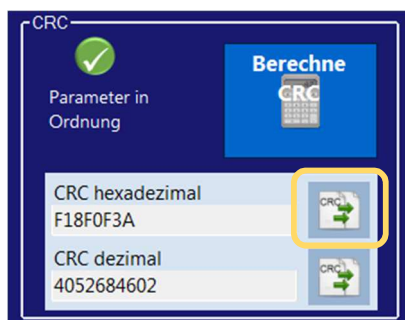 CRC
Berechne
CRC
Parameter in
Ordnung
CRC hexadezimal
F18F0F3A
CRC
CRC dezimal
4052684602
CRC